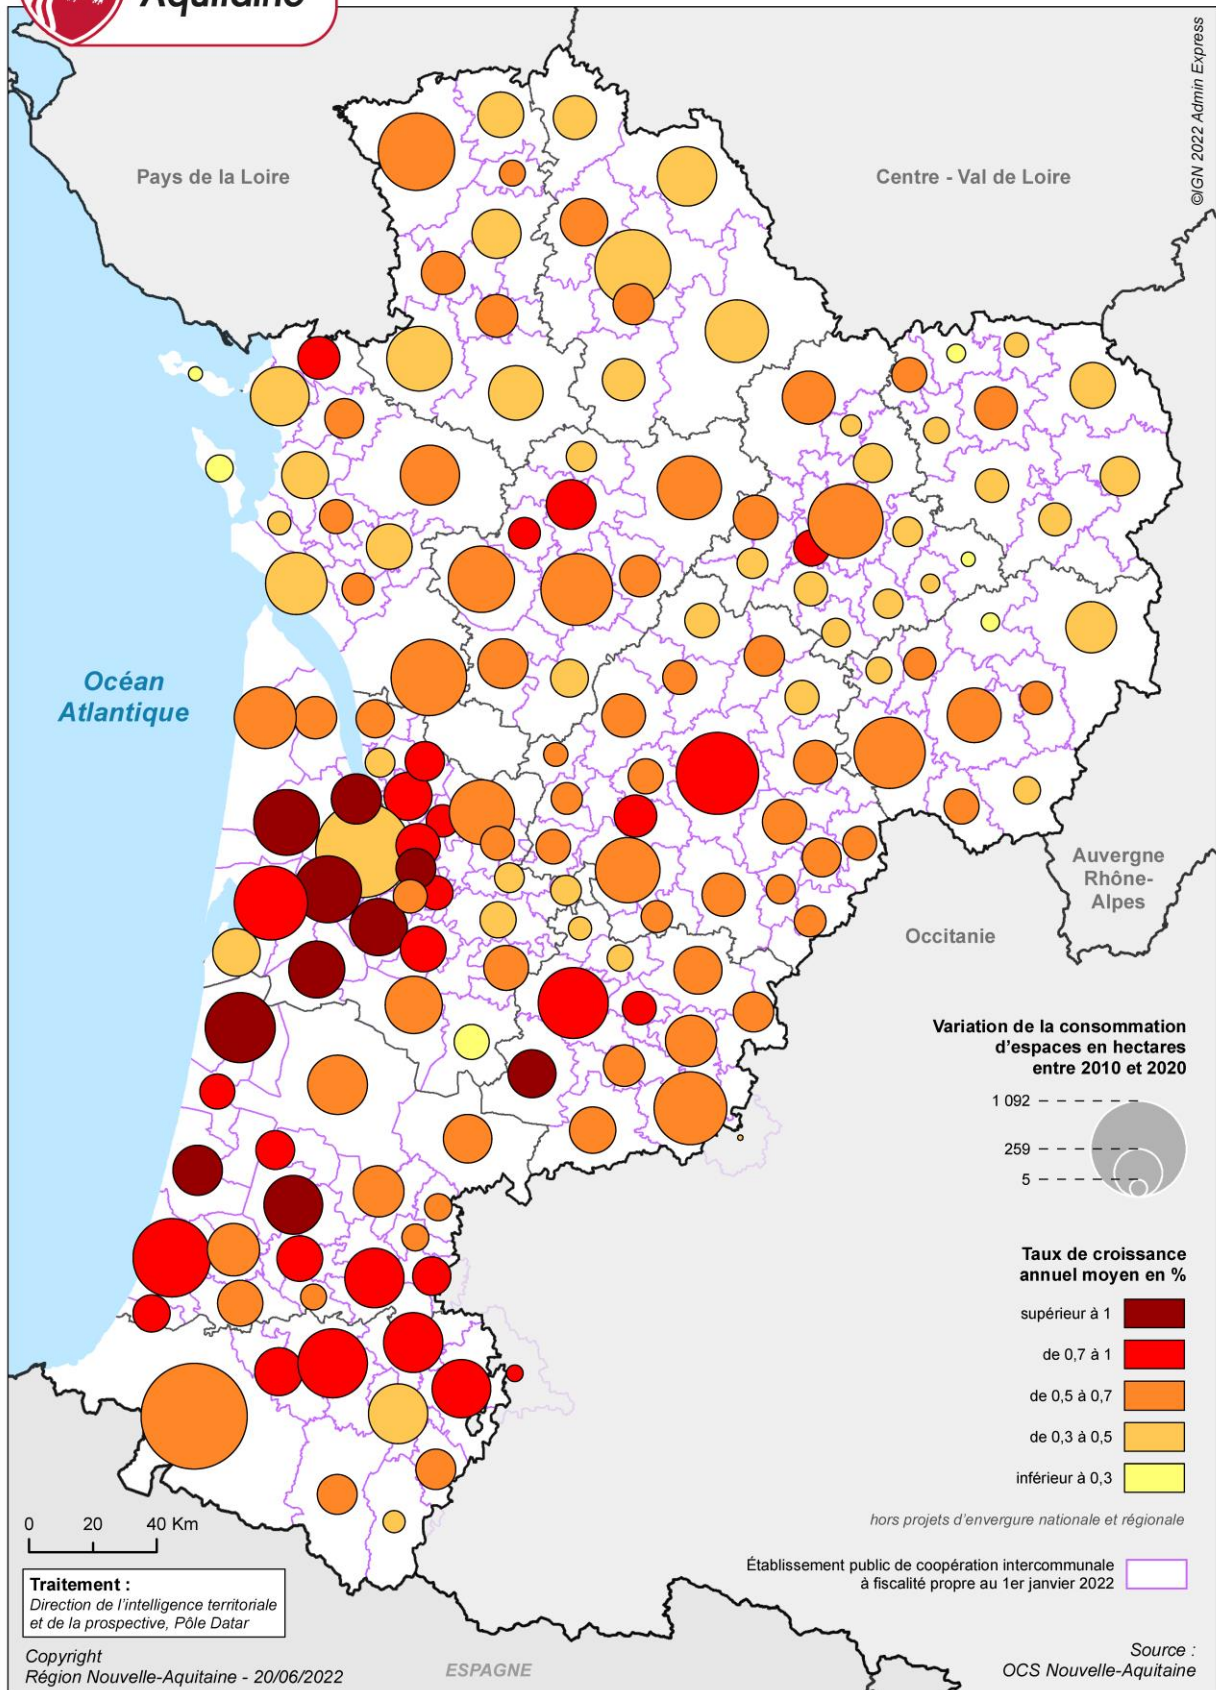 Aquitaine
©IGN 2022 Admin Express
Pays de la Loire
Centre - Val de Loire
Océan
Atlantique
Auvergne
Rhône-
Alpes
Occitanie
Variation de la consommation
d'espaces en hectares
entre 2010 et 2020
1 092
259
5
Taux de croissance
annuel moyen en %
supérieur à 1
de 0,7 à 1
de 0,5 à 0,7
de 0,3 à 0,5
inférieur à 0,3
hors projets d'envergure nationale et régionale
Établissement public de coopération intercommunale
à fiscalité propre au 1er janvier 2022
0 20 40 Km
Traitement :
Direction de l'intelligence territoriale
et de la prospective, Pôle Datar
Copyright
Région Nouvelle-Aquitaine - 20/06/2022
ESPAGNE
Source :
OCS Nouvelle-Aquitaine